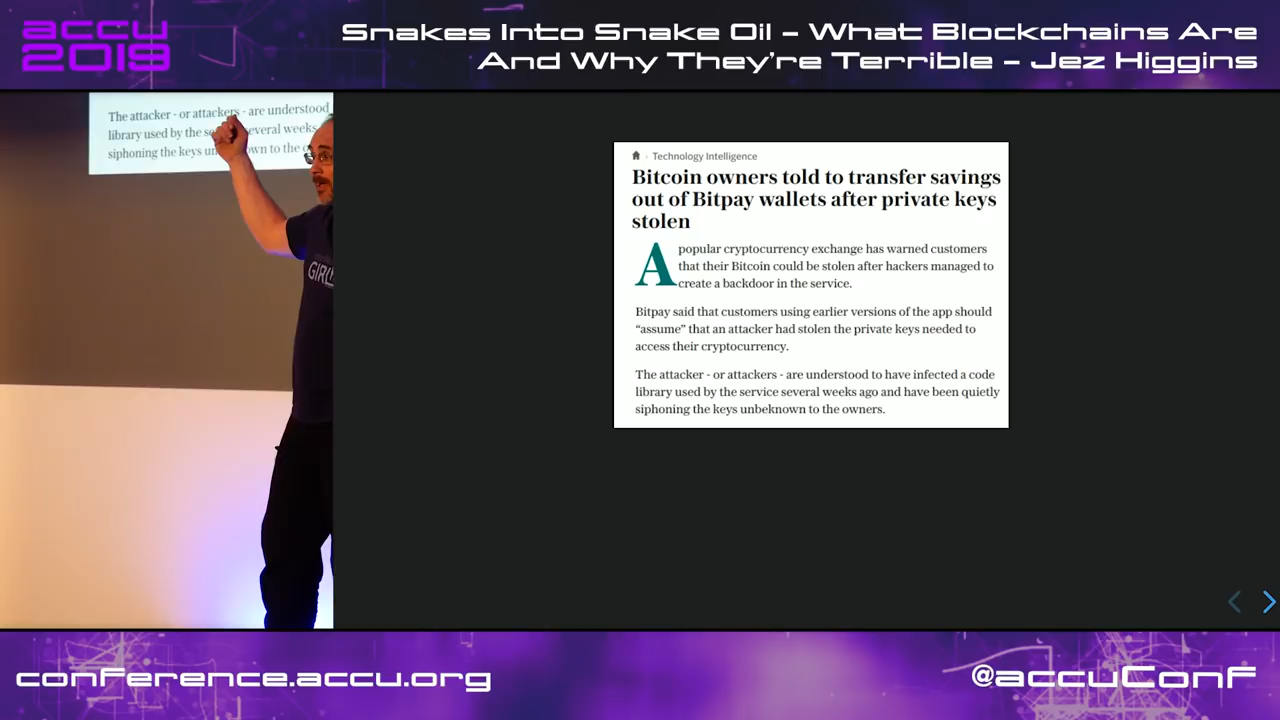 accu
2019
Snakes Into Snake Oil – What Blockchains Are
And Why They're Terrible – Jez Higgins
The attacker - or attackers - are understood
library used by the several weeks
siphoning the keys to the
GIRL
Technology Intelligence
Bitcoin owners told to transfer savings
out of Bitpay wallets after private keys
stolen
A popular cryptocurrency exchange has warned customers
that their Bitcoin could be stolen after hackers managed to
create a backdoor in the service.
Bitpay said that customers using earlier versions of the app should
“assume” that an attacker had stolen the private keys needed to
access their cryptocurrency.
The attacker - or attackers - are understood to have infected a code
library used by the service several weeks ago and have been quietly
siphoning the keys unbeknown to the owners.
conference.accu.org
@accuConf